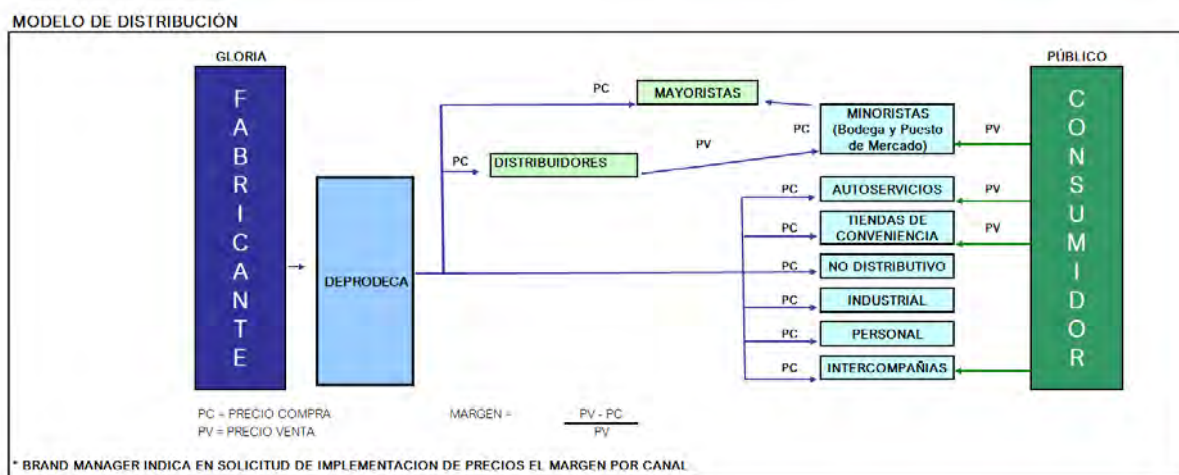 MODELO DE DISTRIBUCIÓN
GLORIA
PÚBLICO
FABRICANTE
DEPRODECA
PC
MAYORISTAS
PC
DISTRIBUIDORES
PV
PC
MINORISTAS
(Bodega y Puesto
de Mercado)
PV
PC
AUTOSERVICIOS
PV
PC
TIENDAS DE
CONVENIENCIA
PV
PC
NO DISTRIBUTIVO
PC
INDUSTRIAL
PC
PERSONAL
PC
INTERCOMPAÑIAS
CONSUMIDOR
PC = PRECIO COMPRA
PV = PRECIO VENTA
MARGEN =
PV - PC
PV
* BRAND MANAGER INDICA EN SOLICITUD DE IMPLEMENTACION DE PRECIOS EL MARGEN POR CANAL